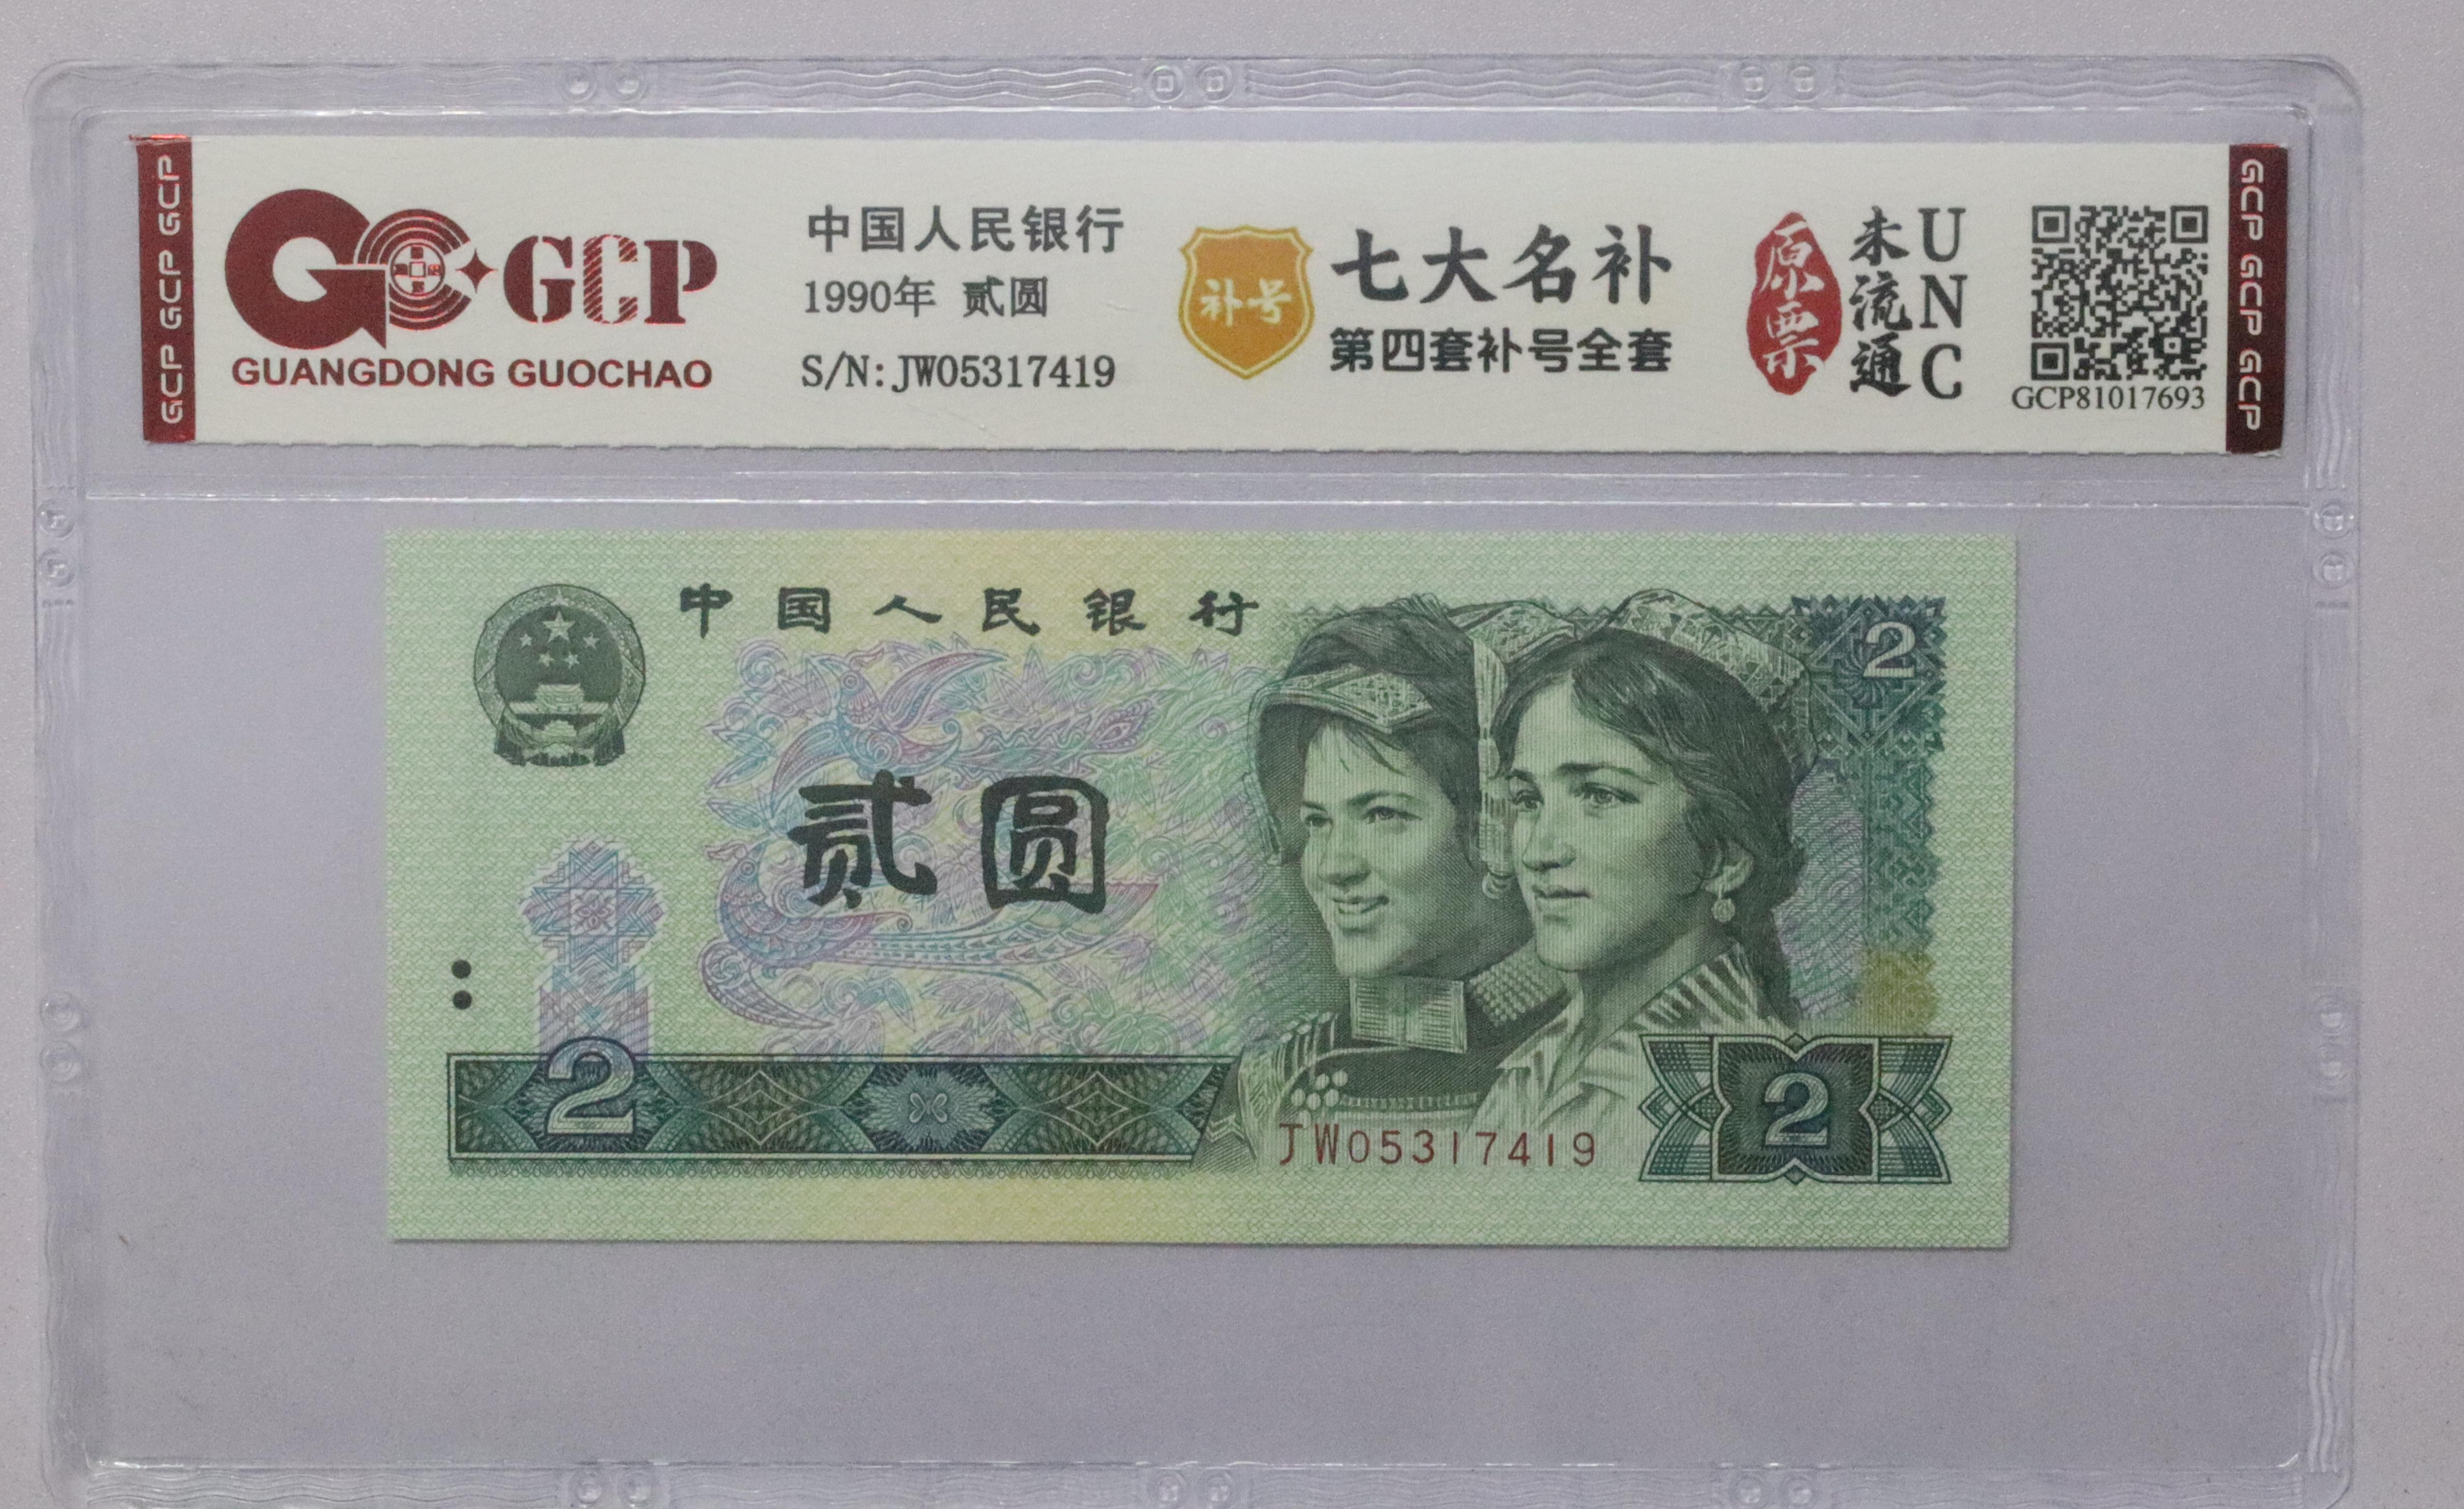 GCP GCP GCP
GCP
GUANGDONG GUOCHAO
中国人民银行
1990年 贰圆
S/N:JW05317419
补号
七大名补
第四套补号全套
原票
未流通
UNC
GCP81017693
GCP GCP GCP
中国人民银行
2
贰圆
2
JW05317419
2